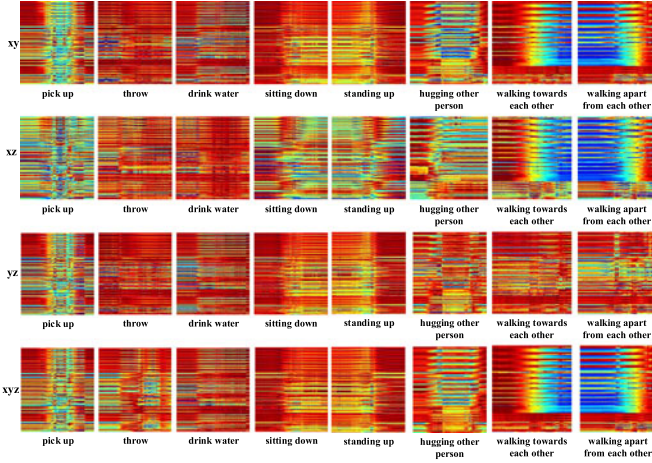 xy
pick up throw drink water sitting down standing up hugging other person walking towards each other walking apart from each other
xz
pick up throw drink water sitting down standing up hugging other person walking towards each other walking apart from each other
yz
pick up throw drink water sitting down standing up hugging other person walking towards each other walking apart from each other
xyz
pick up throw drink water sitting down standing up hugging other person walking towards each other walking apart from each other